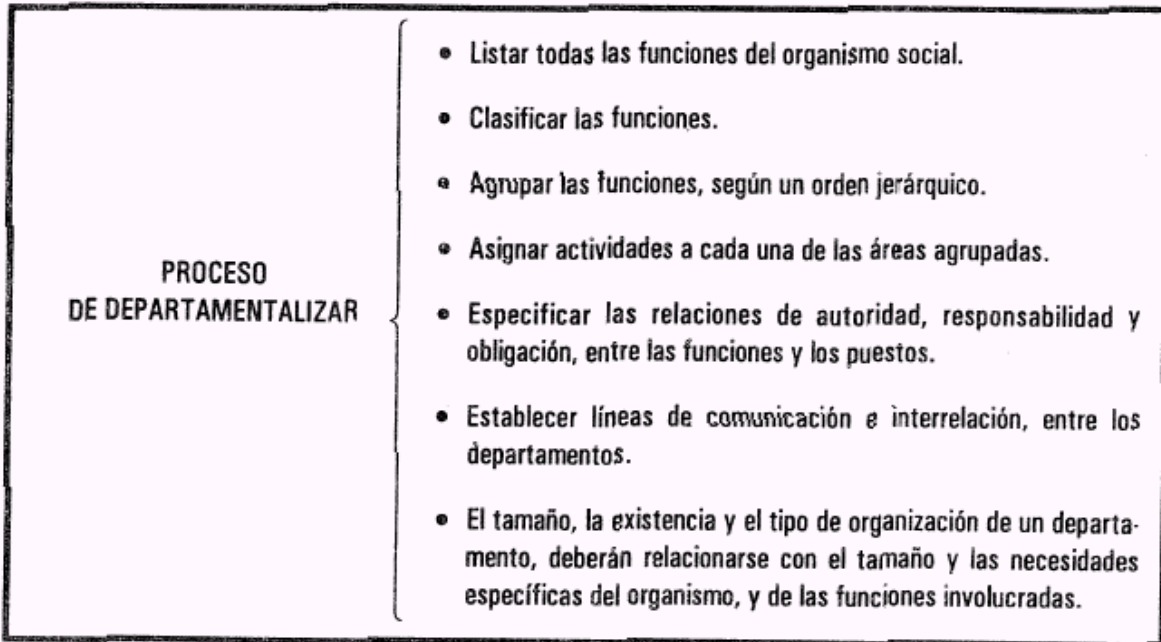 PROCESO
DE DEPARTAMENTALIZAR
• Listar todas las funciones del organismo social.
• Clasificar las funciones.
• Agrupar las funciones, según un orden jerárquico.
• Asignar actividades a cada una de las áreas agrupadas.
• Especificar las relaciones de autoridad, responsabilidad y
obligación, entre las funciones y los puestos.
• Establecer líneas de comunicación e interrelación, entre los
departamentos.
• El tamaño, la existencia y el tipo de organización de un departa-
mento, deberán relacionarse con el tamaño y las necesidades
específicas del organismo, y de las funciones involucradas.